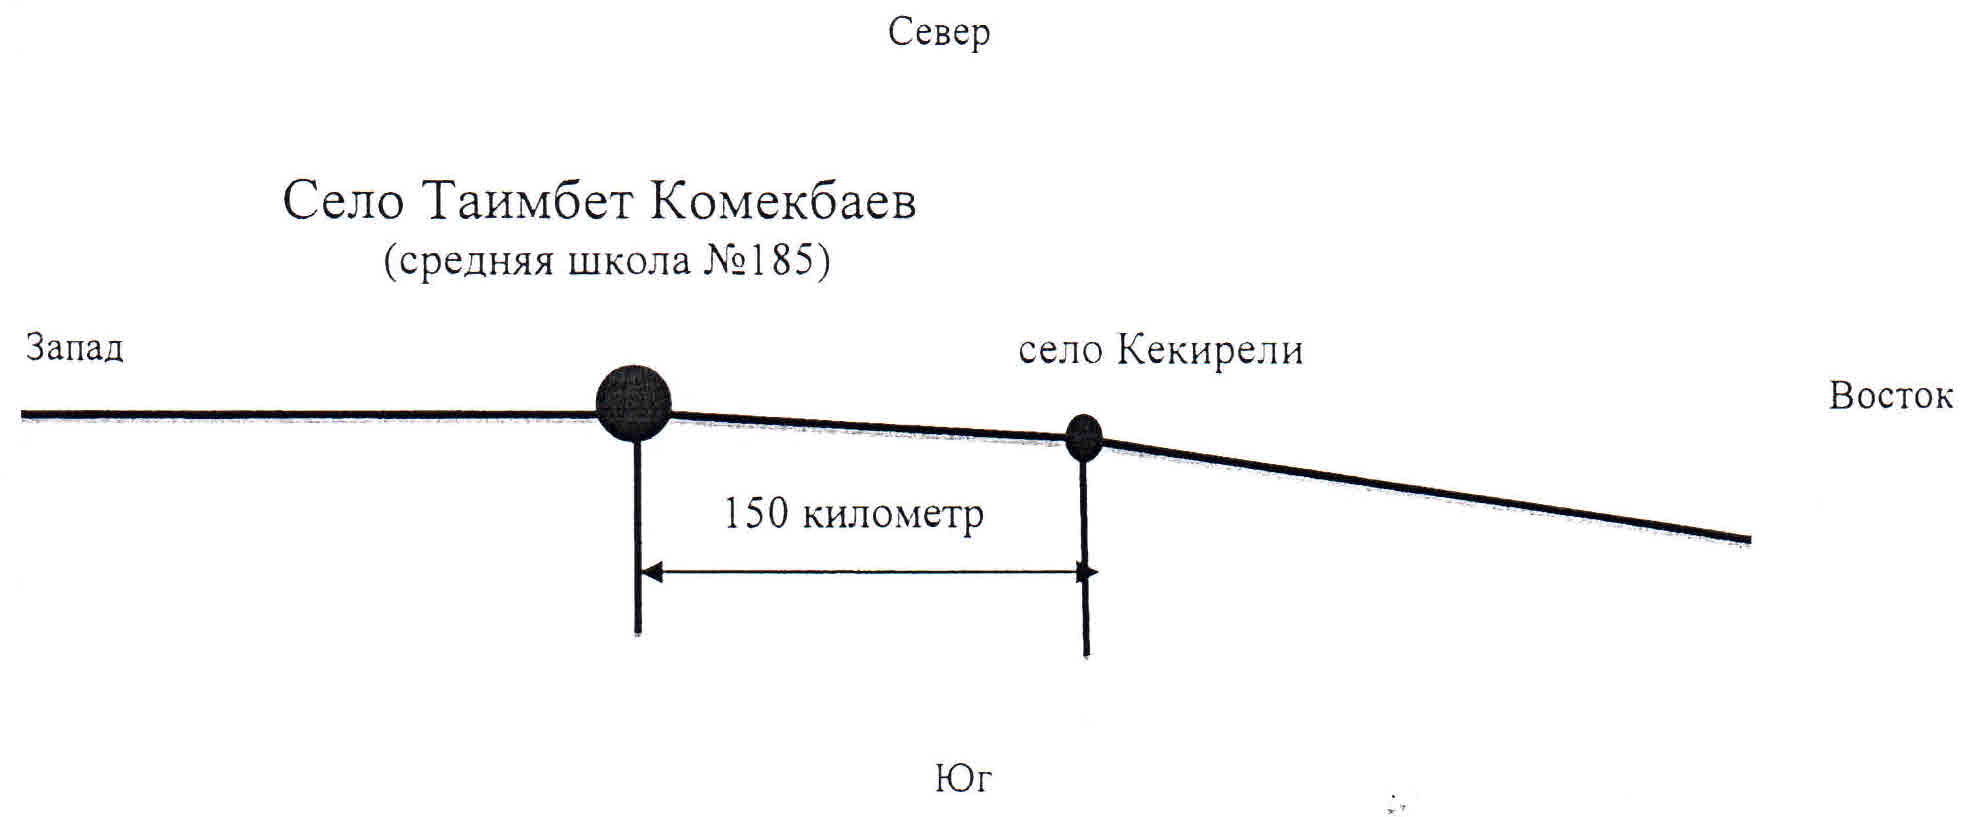 Север
Село Таимбет Комекбаев
(средняя школа №185)
Запад
село Кекирели
Восток
150 километр
Юг